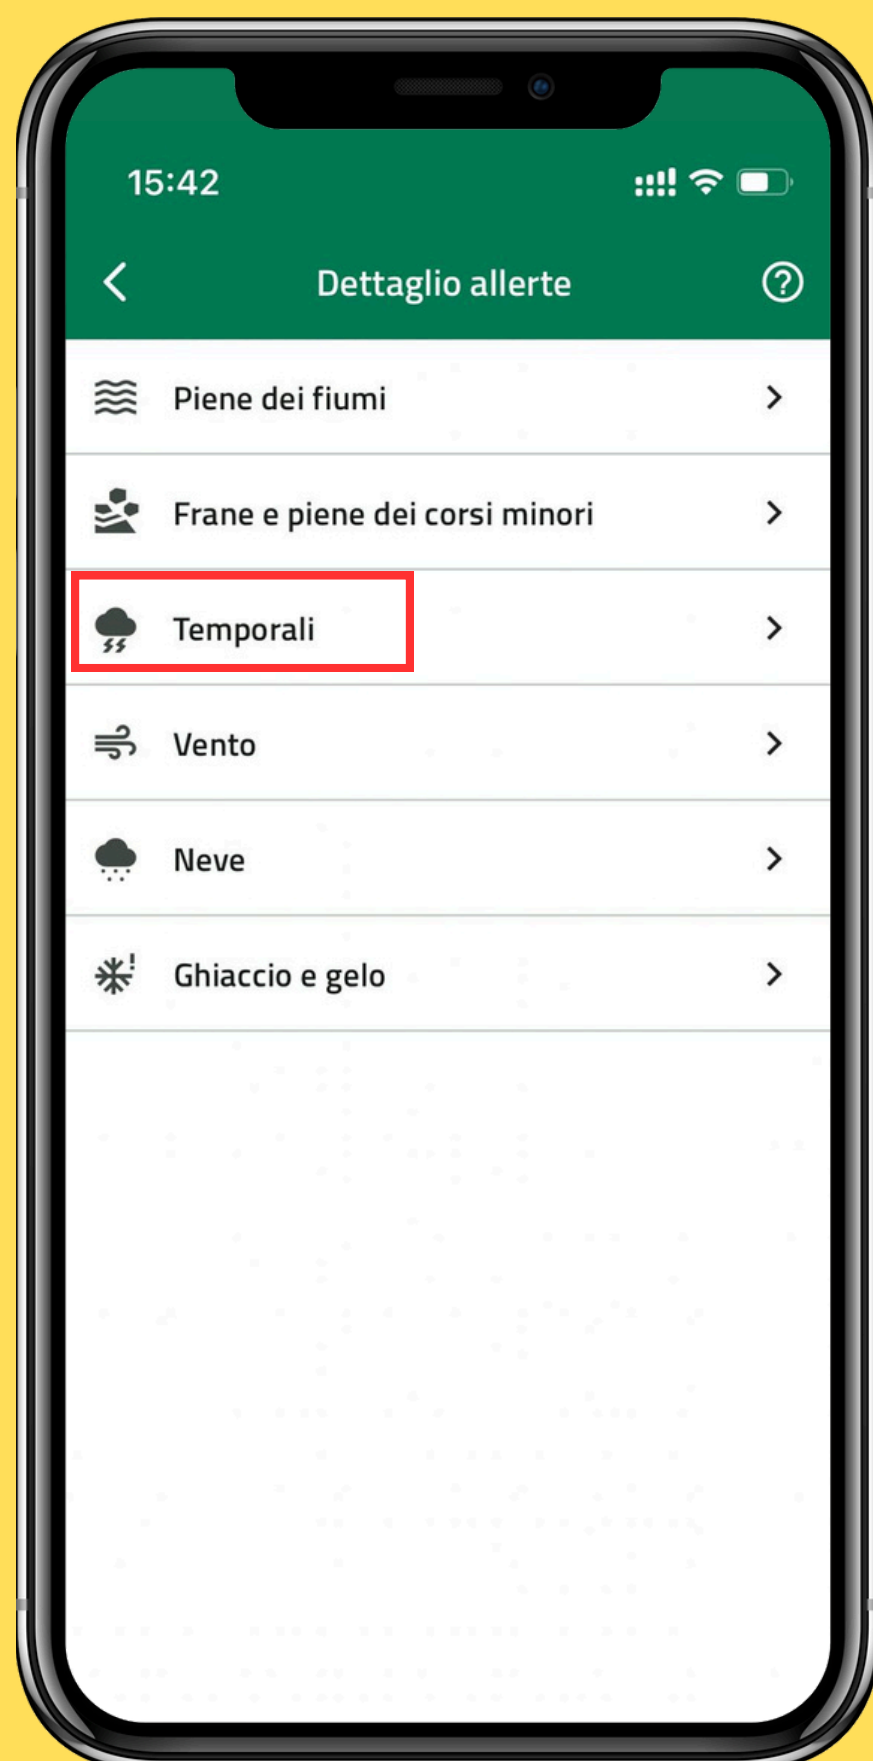 15:42
Dettaglio allerte
Piene dei fiumi
Frane e piene dei corsi minori
Temporali
Vento
Neve
Ghiaccio e gelo